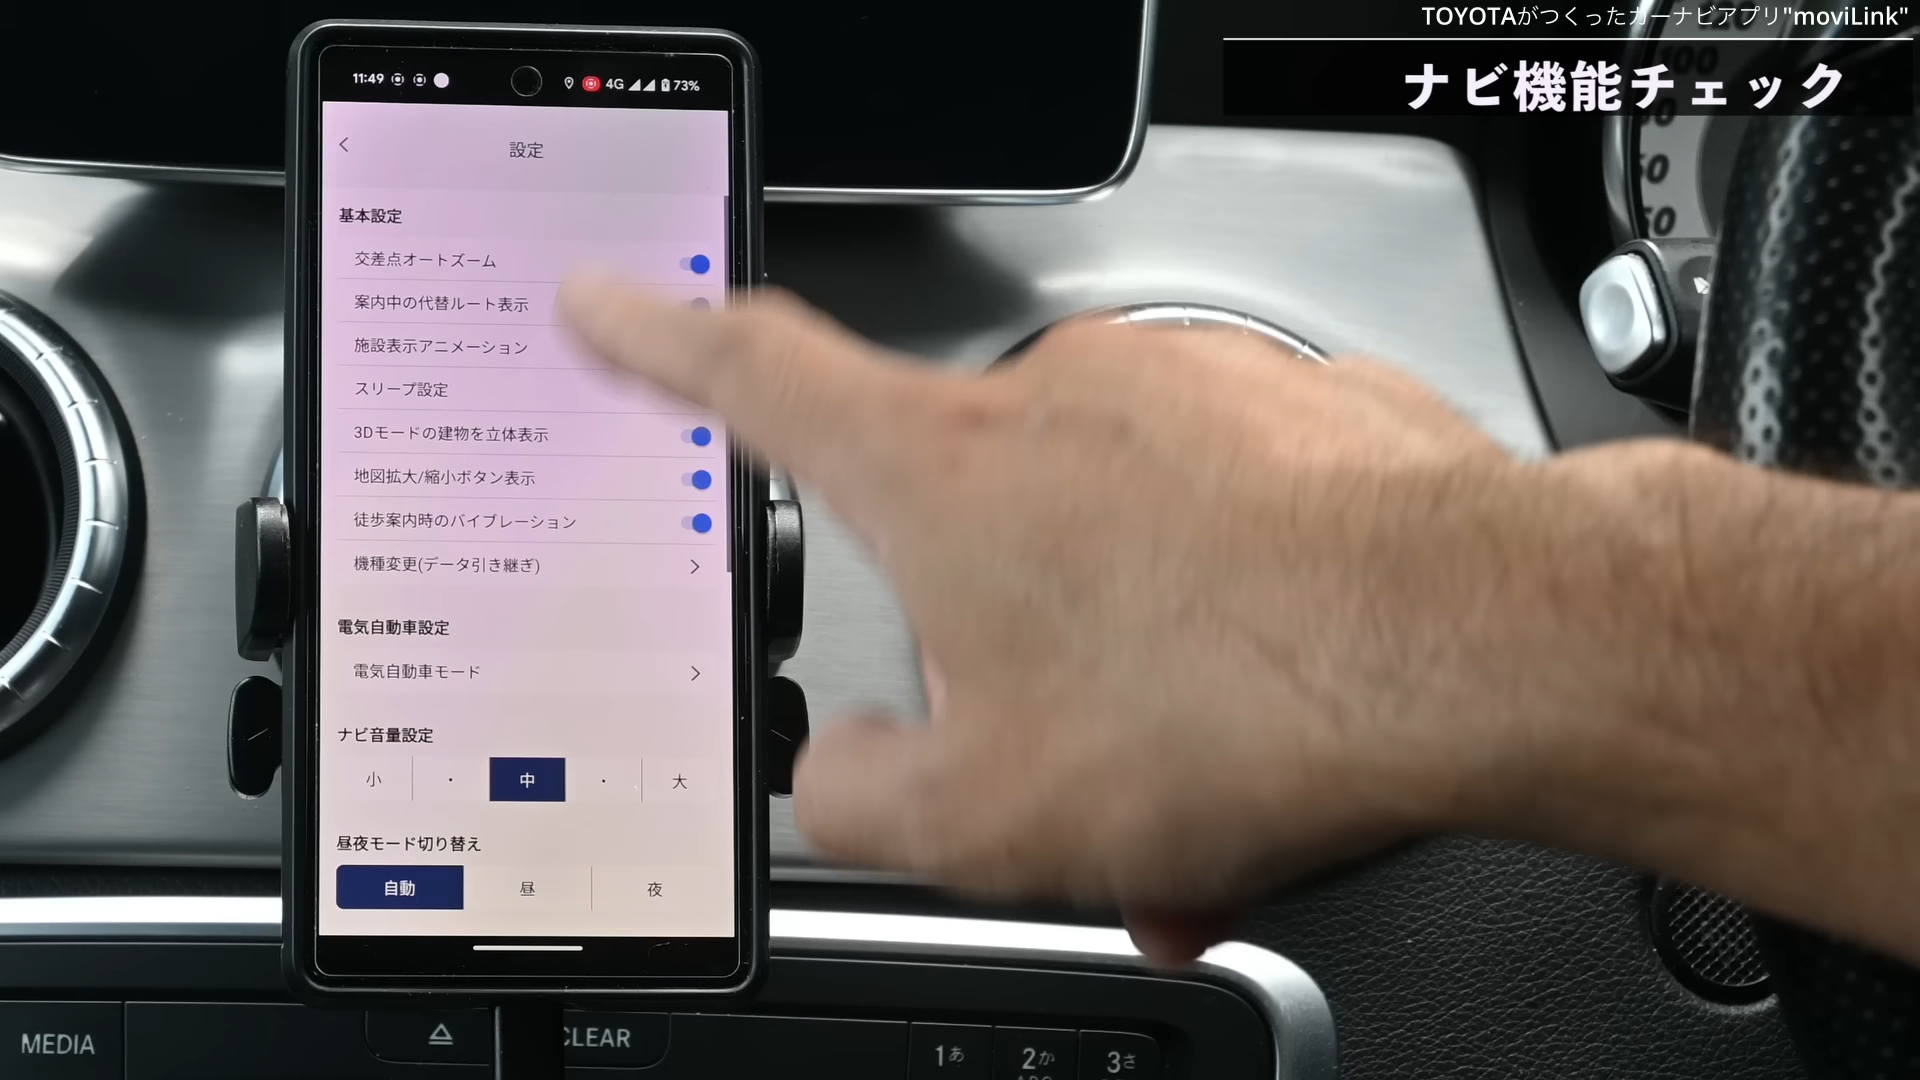 TOYOTAがつくったカーナビアプリ"moviLink"
ナビ機能チェック
11:49
4G
73%
設定
基本設定
交差点オートズーム
案内中の代替ルート表示
施設表示アニメーション
スリープ設定
3Dモードの建物を立体表示
地図拡大/縮小ボタン表示
徒歩案内時のバイブレーション
機種変更(データ引き継ぎ)
電気自動車設定
電気自動車モード
ナビ音量設定
小 ・ 中 ・ 大
昼夜モード切り替え
自動 昼 夜
MEDIA
CLEAR
1あ
2か
3さ